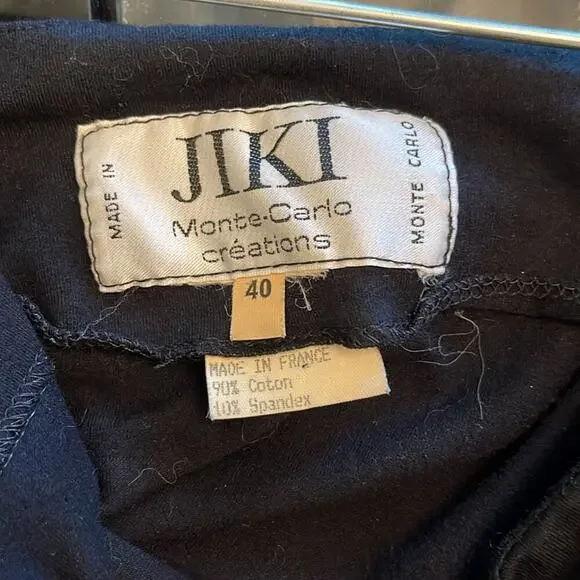 MADE IN
JIKI
Monte-Carlo
créations
MONTE CARLO
40
MADE IN FRANCE
90% Coton
10% Spandex